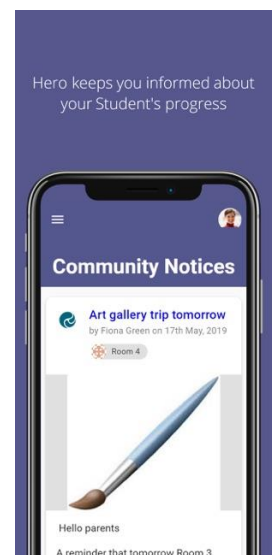 Hero keeps you informed about
your Student's progress
Community Notices
Art gallery trip tomorrow
by Fiona Green on 17th May, 2019
Room 4
Hello parents
A reminder that tomorrow Room 3